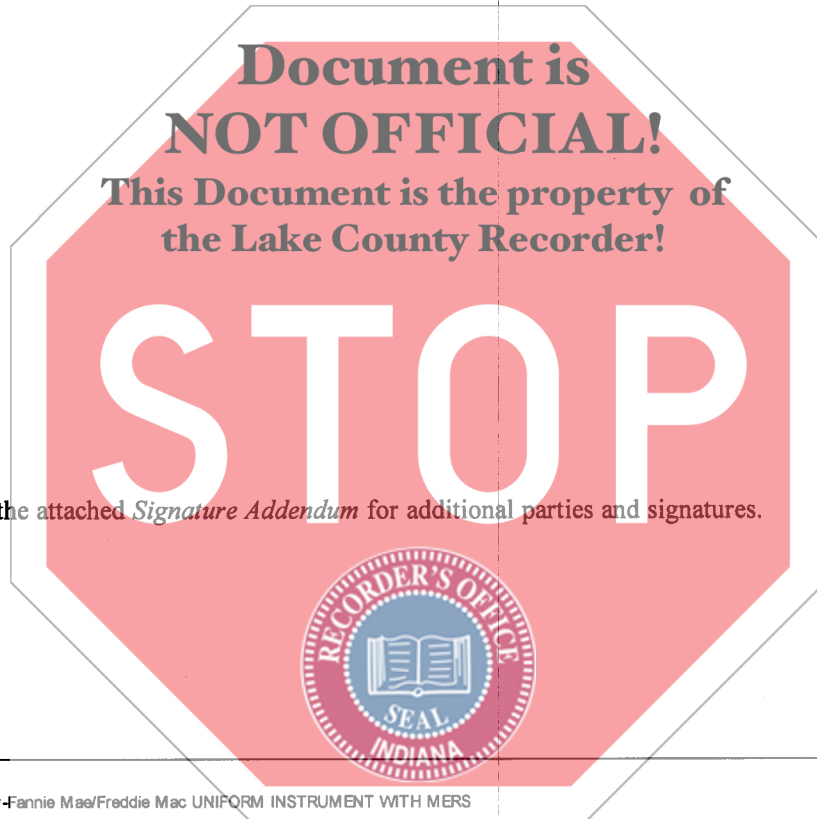 Document is
NOT OFFICIAL!
This Document is the property of
the Lake County Recorder!
STOP
the attached Signature Addendum for additional parties and signatures.
RECORDER'S OFFICE
SEAL
INDIANA
-Fannie Mae/Freddie Mac UNIFORM INSTRUMENT WITH MERS